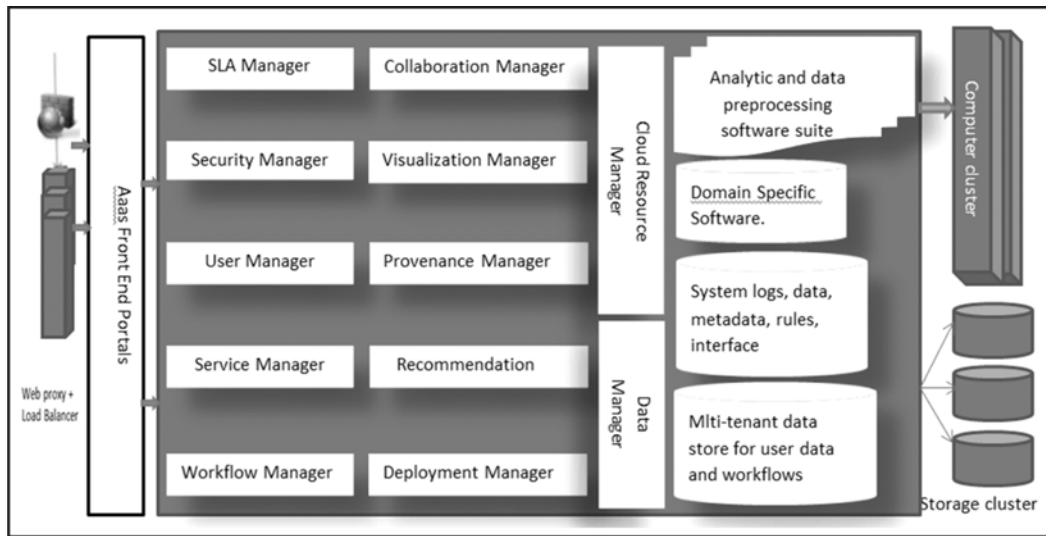 Web proxy +
Load Balancer
Aaas Front End Portals
SLA Manager
Collaboration Manager
Security Manager
Visualization Manager
User Manager
Provenance Manager
Service Manager
Recommendation
Workflow Manager
Deployment Manager
Cloud Resource
Manager
Data
Manager
Analytic and data
preprocessing
software suite
Domain Specific
Software.
System logs, data,
metadata, rules,
interface
Mlti-tenant data
store for user data
and workflows
Computer cluster
Storage cluster